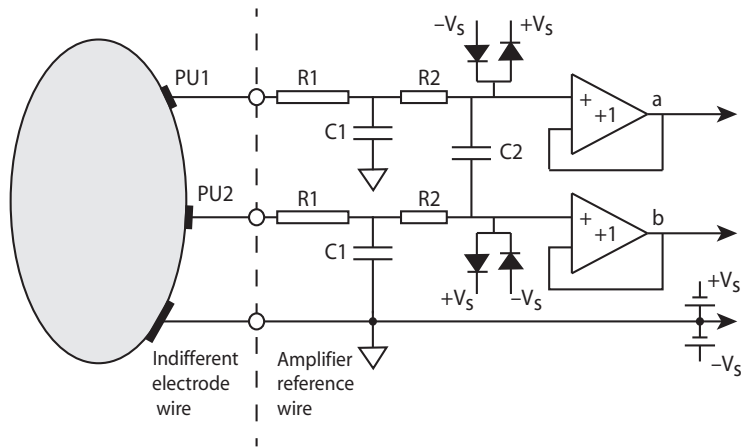 −Vs +Vs
PU1
R1 R2
a
+
+1
C1
C2
PU2
R1 R2
b
+
+1
C1
+Vs −Vs
+Vs
−Vs
Indifferent
electrode
wire
Amplifier
reference
wire